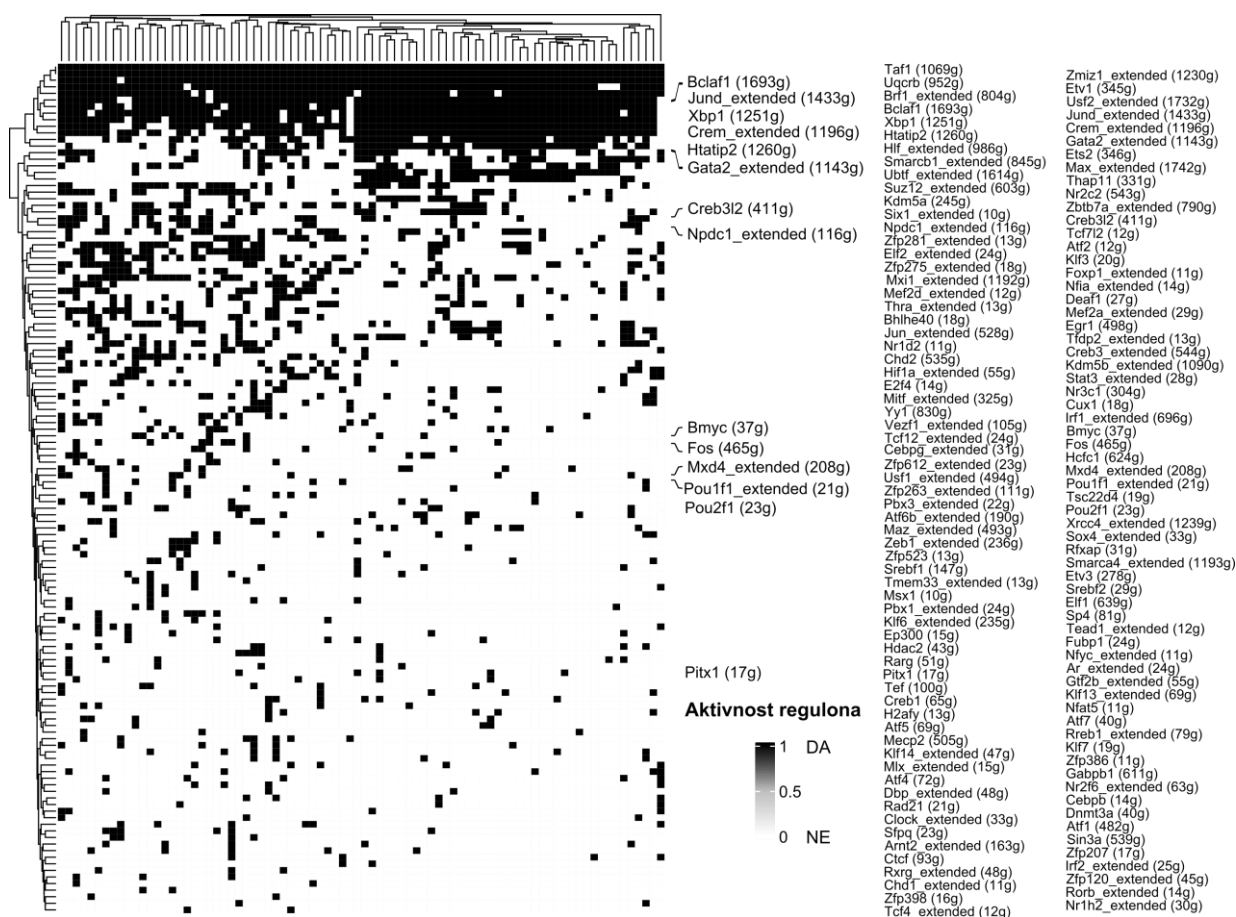 Bclaf1 (1693g)
Jund_extended (1433g)
Xbp1 (1251g)
Crem_extended (1196g)
Htatip2 (1260g)
Gata2_extended (1143g)
Creb3l2 (411g)
Npdc1_extended (116g)
Bmyc (37g)
Fos (465g)
Mxd4_extended (208g)
Pou1f1_extended (21g)
Pou2f1 (23g)
Pitx1 (17g)
Aktivnost regulona
1 DA
0.5
0 NE
Taf1 (1069g)
Uqcrb (952g)
Brf1_extended (804g)
Bclaf1 (1693g)
Xbp1 (1251g)
Htatip2 (1260g)
Hlf_extended (986g)
Smarcb1_extended (845g)
Ubtf_extended (1614g)
Suz12_extended (603g)
Kdm5a (245g)
Six1_extended (10g)
Npdc1_extended (116g)
Zfp281_extended (13g)
Elf2_extended (24g)
Zfp275_extended (18g)
Mxi1_extended (1192g)
Mef2d_extended (12g)
Thra_extended (13g)
Bhlhe40 (18g)
Jun_extended (528g)
Nr1d2 (11g)
Chd2 (535g)
Hif1a_extended (55g)
E2f4 (14g)
Mitf_extended (325g)
Yy1 (830g)
Vezf1_extended (105g)
Tcf12_extended (24g)
Cebpg_extended (31g)
Zfp612_extended (23g)
Usf1_extended (494g)
Zfp263_extended (111g)
Pbx3_extended (22g)
Atf6b_extended (190g)
Maz_extended (493g)
Zeb1_extended (236g)
Zfp523 (13g)
Srebf1 (147g)
Tmem33_extended (13g)
Msx1 (10g)
Pbx1_extended (24g)
Klf6_extended (235g)
Ep300 (15g)
Hdac2 (43g)
Rarg (51g)
Pitx1 (17g)
Tef (100g)
Creb1 (65g)
H2afy (13g)
Atf5 (69g)
Mecp2 (505g)
Klf14_extended (47g)
Mlx_extended (15g)
Atf4 (72g)
Dbp_extended (48g)
Rad21 (21g)
Clock_extended (33g)
Sfpq (23g)
Arnt2_extended (163g)
Ctcf (93g)
Rxrg_extended (48g)
Chd1_extended (11g)
Zfp398 (16g)
Tcf4_extended (12g)
Zmiz1_extended (1230g)
Etv1 (345g)
Usf2_extended (1732g)
Jund_extended (1433g)
Crem_extended (1196g)
Gata2_extended (1143g)
Ets2 (346g)
Max_extended (1742g)
Thap11 (331g)
Nr2c2 (543g)
Zbtb7a_extended (790g)
Creb3l2 (411g)
Tcf7l2 (12g)
Atf2 (12g)
Klf3 (20g)
Foxp1_extended (11g)
Nfia_extended (14g)
Deaf1 (27g)
Mef2a_extended (29g)
Egr1 (498g)
Tfdp2_extended (13g)
Creb3_extended (544g)
Kdm5b_extended (1090g)
Stat3_extended (28g)
Nr3c1 (304g)
Cux1 (18g)
Irf1_extended (696g)
Bmyc (37g)
Fos (465g)
Hcfc1 (624g)
Mxd4_extended (208g)
Pou1f1_extended (21g)
Tsc22d4 (19g)
Pou2f1 (23g)
Xrcc4_extended (1239g)
Sox4_extended (33g)
Rfxap (31g)
Smarca4_extended (1193g)
Etv3 (278g)
Srebf2 (29g)
Elf1 (639g)
Sp4 (81g)
Tead1_extended (12g)
Fubp1 (24g)
Nfyc_extended (11g)
Ar_extended (24g)
Gtf2b_extended (55g)
Klf13_extended (69g)
Nfat5 (11g)
Atf7 (40g)
Rreb1_extended (79g)
Klf7 (19g)
Zfp386 (11g)
Gabpb1 (611g)
Nr2f6_extended (63g)
Cebpb (14g)
Dnmt3a (40g)
Atf1 (482g)
Sin3a (539g)
Zfp207 (17g)
Irf2_extended (25g)
Zfp120_extended (45g)
Rorb_extended (14g)
Nr1h2_extended (30g)